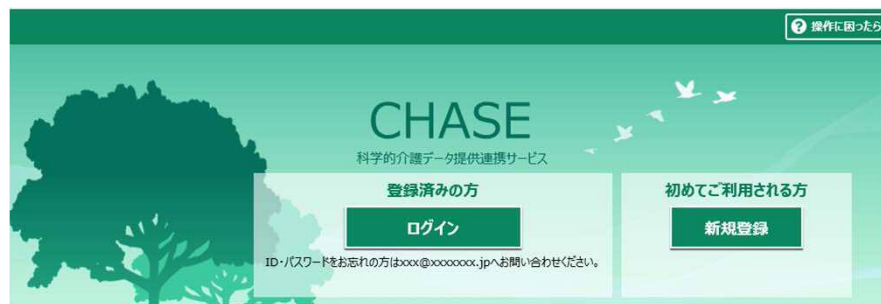 ? 操作に困ったら
CHASE
科学的介護データ提供連携サービス
登録済みの方
ログイン
ID・パスワードをお忘れの方はxxx@xxxxxxx.jpへお問い合わせください。
初めてご利用される方
新規登録